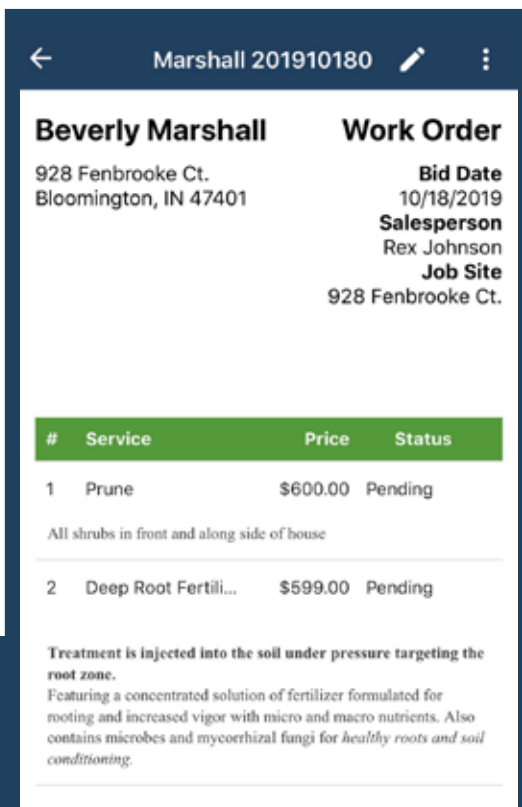 Marshall 201910180
Beverly Marshall
928 Fenbrooke Ct.
Bloomington, IN 47401
Work Order
Bid Date
10/18/2019
Salesperson
Rex Johnson
Job Site
928 Fenbrooke Ct.
# Service Price Status
1 Prune $600.00 Pending
All shrubs in front and along side of house
2 Deep Root Fertili... $599.00 Pending
Treatment is injected into the soil under pressure targeting the
root zone.
Featuring a concentrated solution of fertilizer formulated for
rooting and increased vigor with micro and macro nutrients. Also
contains microbes and mycorrhizal fungi for healthy roots and soil
conditioning.